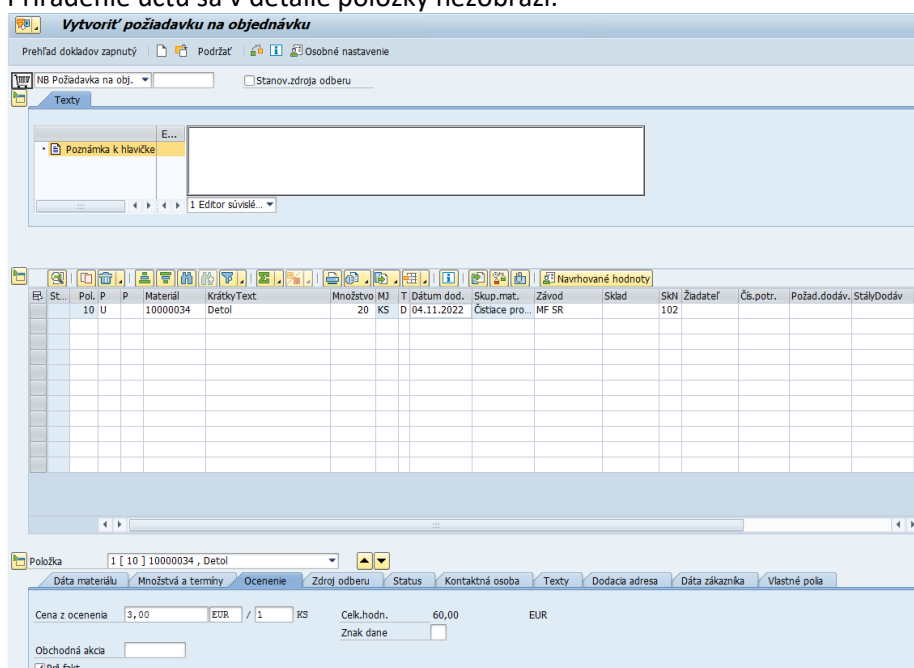 Priradenie účtu sa v detaile položky nezobrazí.
Vytvoriť požiadavku na objednávku
Prehľad dokladov zapnutý Podržať Osobné nastavenie
NB Požiadavka na obj. Stanov.zdroja odberu
Texty
E...
Poznámka k hlavičke
1 Editor súvislé...
Navrhované hodnoty
St... Pol. P P Materiál KrátkyText Množstvo MJ T Dátum dod. Skup.mat. Závod Sklad SkN Žiadateľ Čís.potr. Požad.dodáv. StályDodáv
10 U 10000034 Detol 20 KS D 04.11.2022 Čistiace pro... MF SR 102
Položka 1 [ 10 ] 10000034 , Detol
Dáta materiálu Množstvá a termíny Ocenenie Zdroj odberu Status Kontaktná osoba Texty Dodacia adresa Dáta zákazníka Vlastné polia
Cena z ocenenia 3,00 EUR / 1 KS Celk.hodn. 60,00 EUR
Znak dane
Obchodná akcia